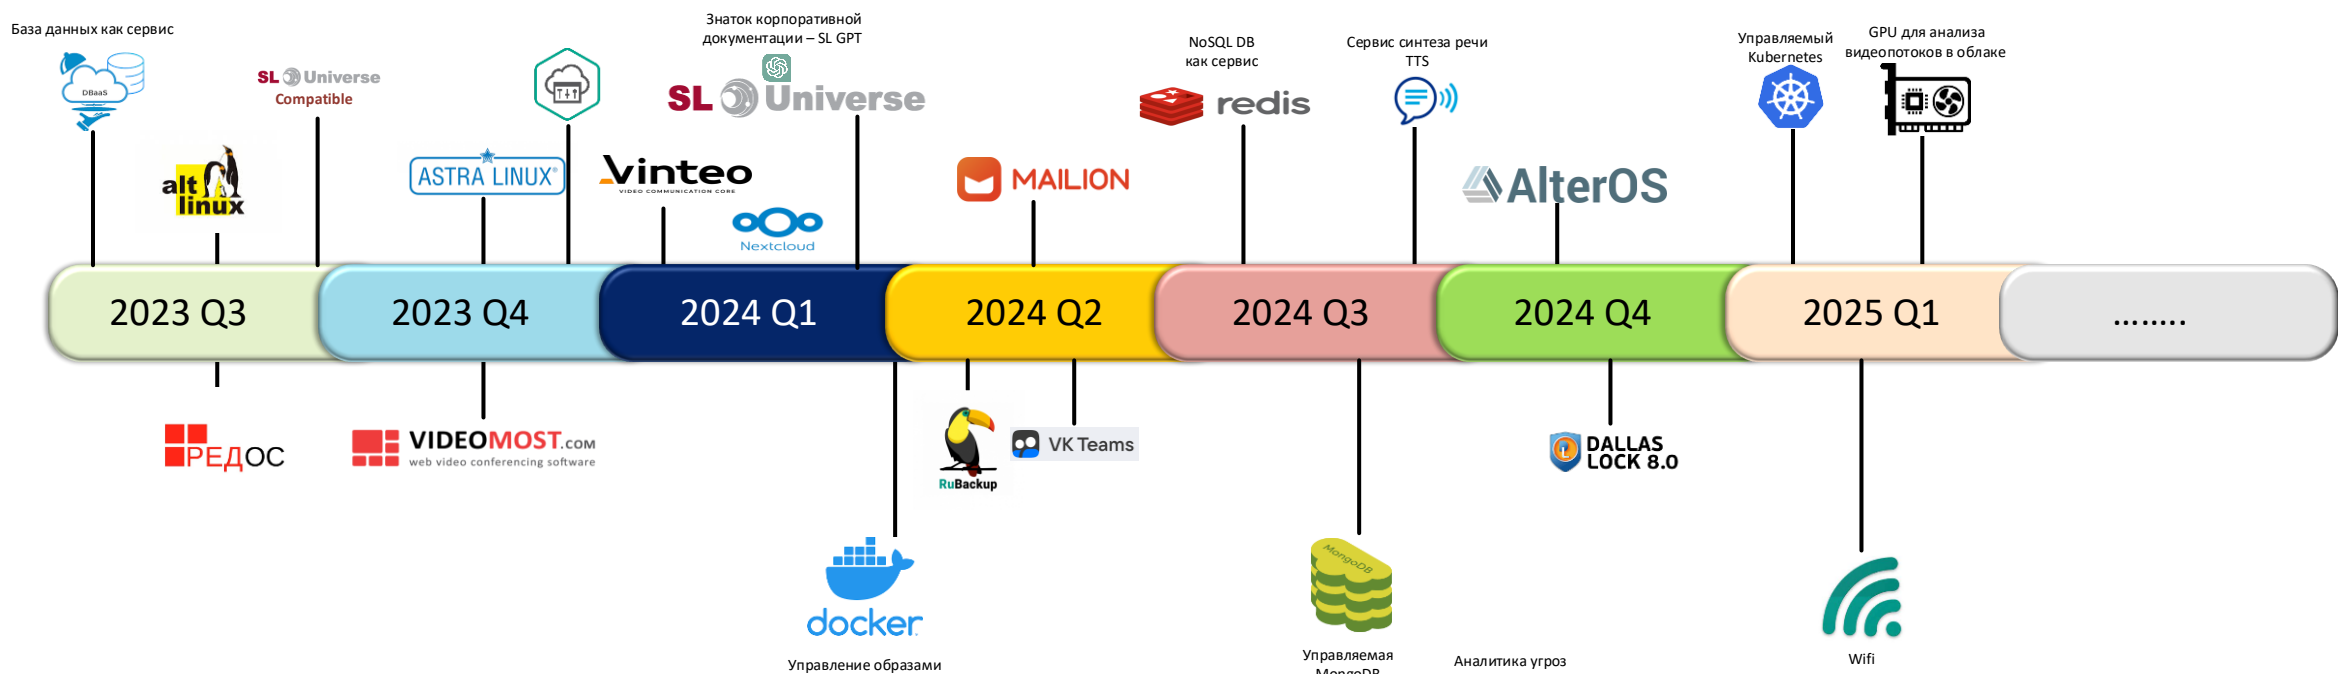 База данных как сервис
DBaaS
SL Universe
Compatible
alt
linux
ASTRA LINUX®
Знаток корпоративной
документации – SL GPT
SL Universe
Vinteo
VIDEO COMMUNICATION CORE
Nextcloud
MAILION
NoSQL DB
как сервис
redis
Сервис синтеза речи
TTS
AlterOS
Управляемый
Kubernetes
GPU для анализа
видеопотоков в облаке
2023 Q3
2023 Q4
2024 Q1
2024 Q2
2024 Q3
2024 Q4
2025 Q1
........
РЕДОС
VIDEOMOST.COM
web video conferencing software
RuBackup
VK Teams
DALLAS
LOCK 8.0
docker
Управление образами
MongoDB
Управляемая
MongoDB
Аналитика угроз
Wifi